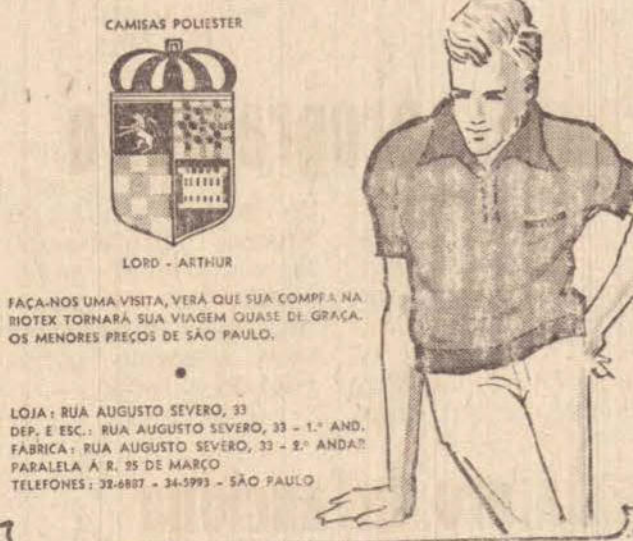 CAMISAS POLIESTER
LORD - ARTHUR
FAÇA-NOS UMA VISITA, VERÁ QUE SUA COMPRA NA
RIOTEX TORNARÁ SUA VIAGEM QUASE DE GRAÇA.
OS MENORES PREÇOS DE SÃO PAULO.
LOJA: RUA AUGUSTO SEVERO, 33
DEP. E ESC.: RUA AUGUSTO SEVERO, 33 - 1.º AND.
FÁBRICA: RUA AUGUSTO SEVERO, 33 - 2.º ANDAR
PARALELA Á R. 25 DE MARÇO
TELEFONES: 32-6887 - 34-5993 - SÃO PAULO